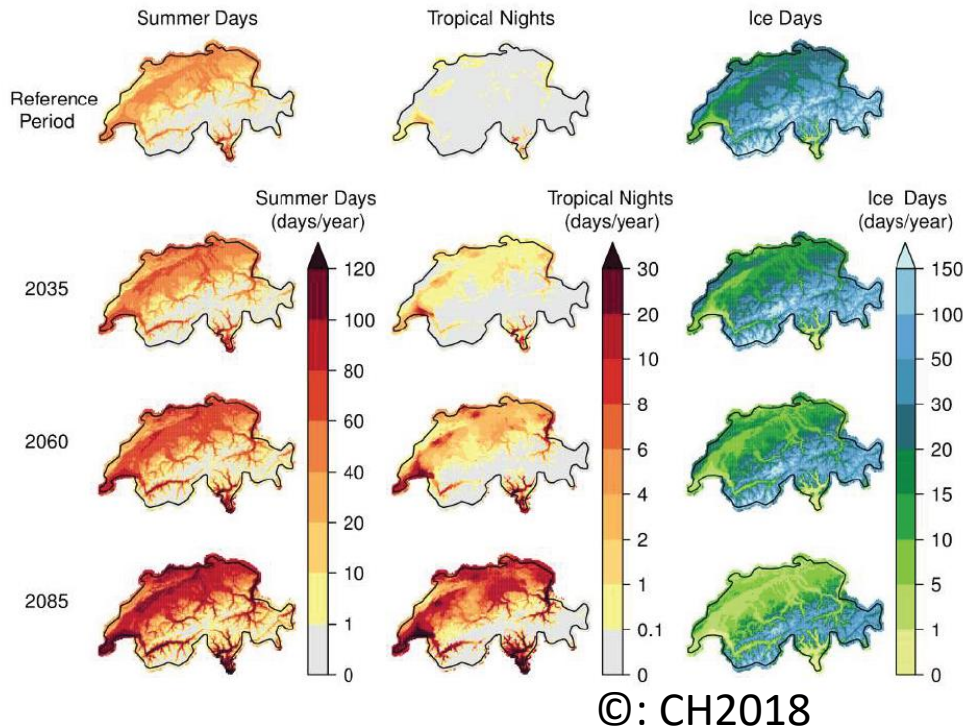 Summer Days
Tropical Nights
Ice Days
Reference
Period
Summer Days
(days/year)
120
100
80
60
40
20
10
1
0
Tropical Nights
(days/year)
30
20
10
8
6
4
2
1
0.1
0
Ice Days
(days/year)
150
100
50
30
20
15
10
5
1
0
2035
2060
2085
©: CH2018